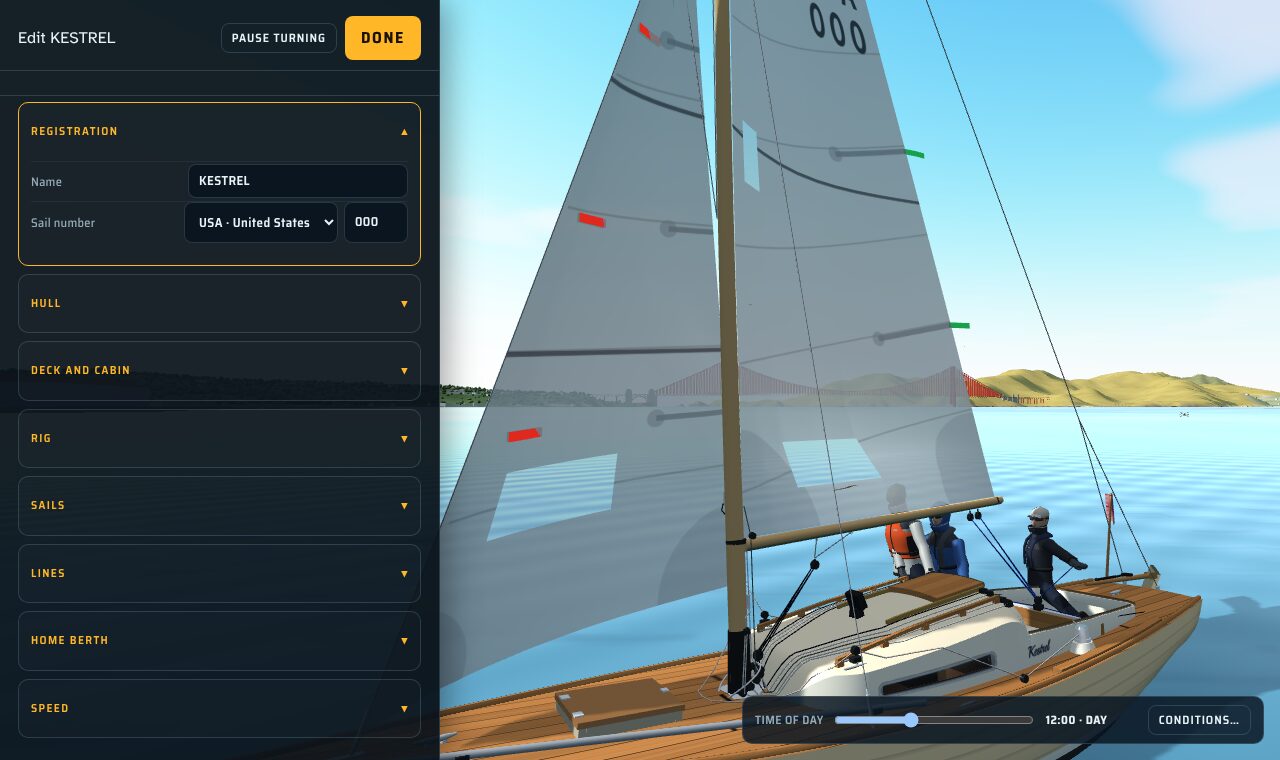 Edit KESTREL
PAUSE TURNING
DONE
REGISTRATION
Name
KESTREL
Sail number
USA · United States
000
HULL
DECK AND CABIN
RIG
SAILS
LINES
HOME BERTH
SPEED
000
Kestrel
TIME OF DAY
12:00 · DAY
CONDITIONS...